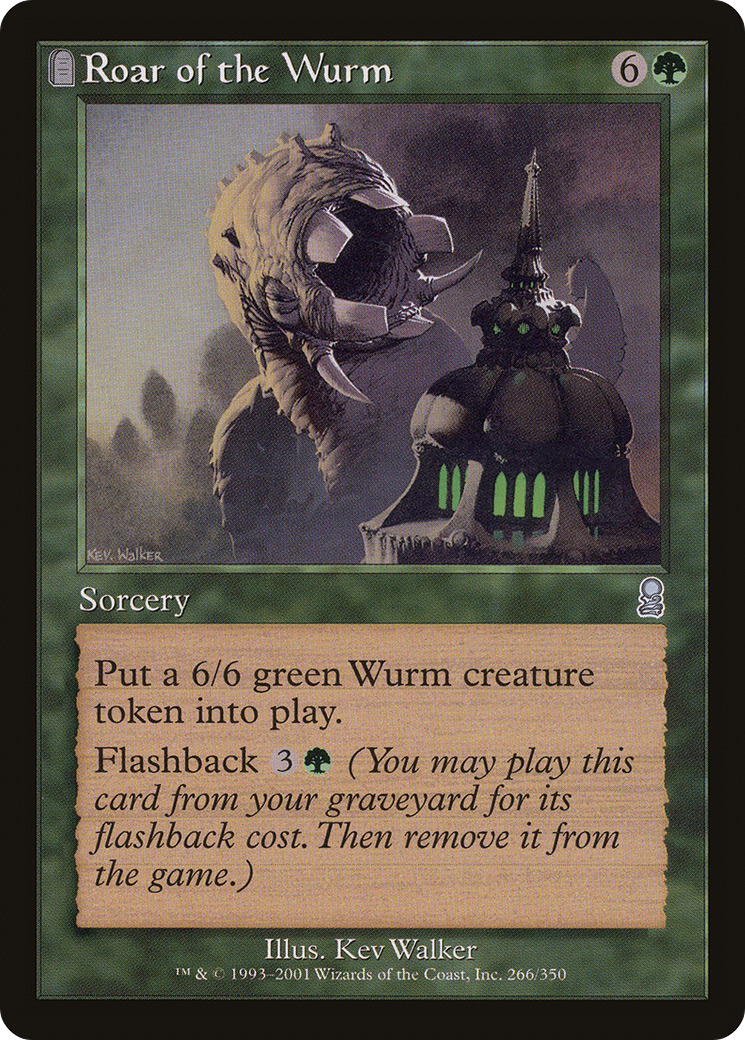 Roar of the Wurm 6
KEV. WALKER
Sorcery
Put a 6/6 green Wurm creature
token into play.
Flashback 3 (You may play this
card from your graveyard for its
flashback cost. Then remove it from
the game.)
Illus. Kev Walker
™ & © 1993–2001 Wizards of the Coast, Inc. 266/350